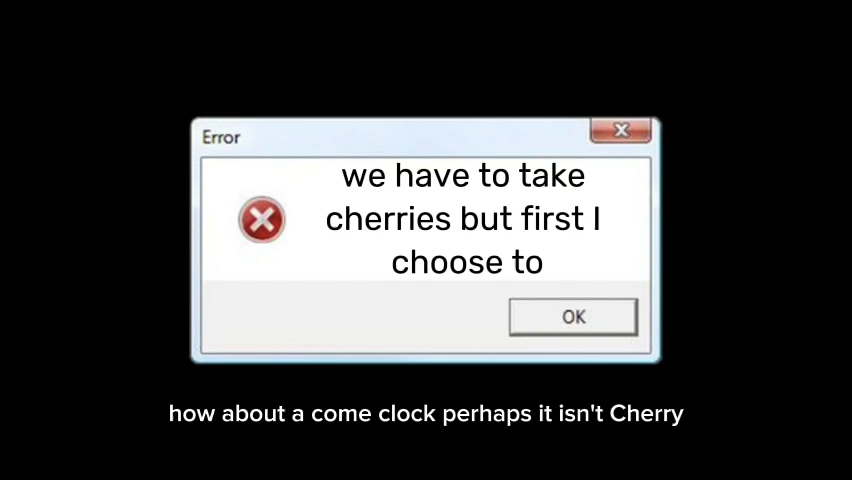 Error
we have to take
cherries but first I
choose to
OK
how about a come clock perhaps it isn't Cherry